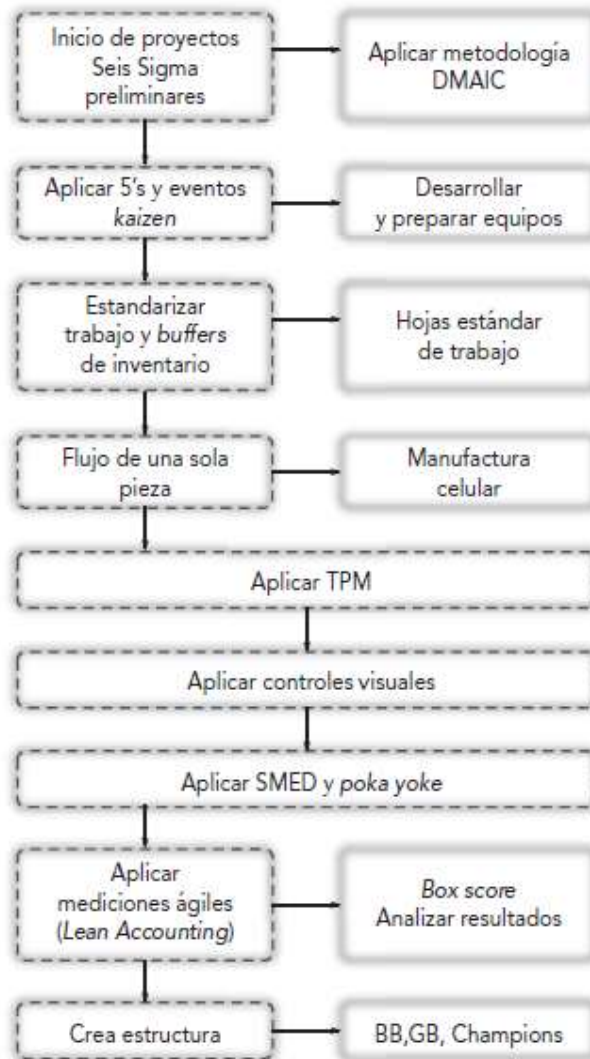 Inicio de proyectos
Seis Sigma
preliminares
Aplicar metodología
DMAIC
Aplicar 5's y eventos
kaizen
Desarrollar
y preparar equipos
Estandarizar
trabajo y buffers
de inventario
Hojas estándar
de trabajo
Flujo de una sola
pieza
Manufactura
celular
Aplicar TPM
Aplicar controles visuales
Aplicar SMED y poka yoke
Aplicar
mediciones ágiles
(Lean Accounting)
Box score
Analizar resultados
Crea estructura
BB,GB, Champions